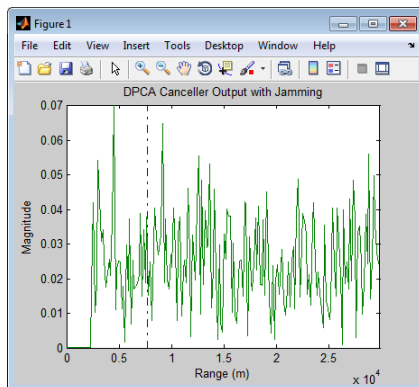 Figure 1
File Edit View Insert Tools Desktop Window Help
DPCA Canceller Output with Jamming
0.07
0.06
0.05
0.04
0.03
0.02
0.01
0
Magnitude
0 0.5 1 1.5 2 2.5
x 10^4
Range (m)